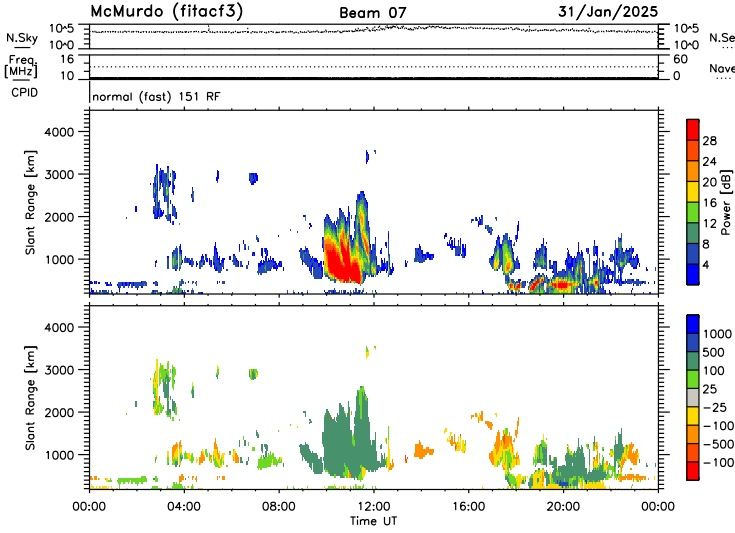 McMurdo (fitacf3) Beam 07 31/Jan/2025
N.Sky 10^5 10^0 10^5 10^0 N.Se
Freq. [MHz] 16 10 60 0 Nave
CPID normal (fast) 151 RF
Slant Range [km] 4000 3000 2000 1000
28 24 20 16 12 8 4 Power [dB]
Slant Range [km] 4000 3000 2000 1000
1000 500 100 25 -25 -100 -500 -100
00:00 04:00 08:00 12:00 16:00 20:00 00:00
Time UT